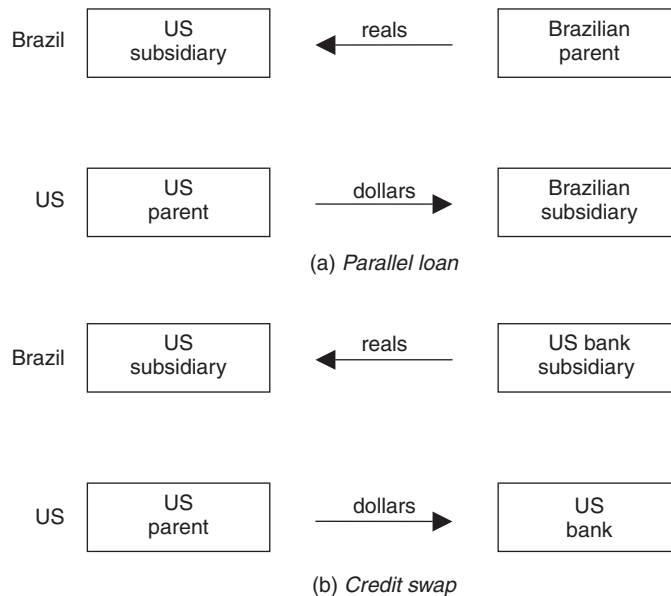 Brazil
US
subsidiary
reals
Brazilian
parent
US
US
parent
dollars
Brazilian
subsidiary
(a) Parallel loan
Brazil
US
subsidiary
reals
US bank
subsidiary
US
US
parent
dollars
US
bank
(b) Credit swap